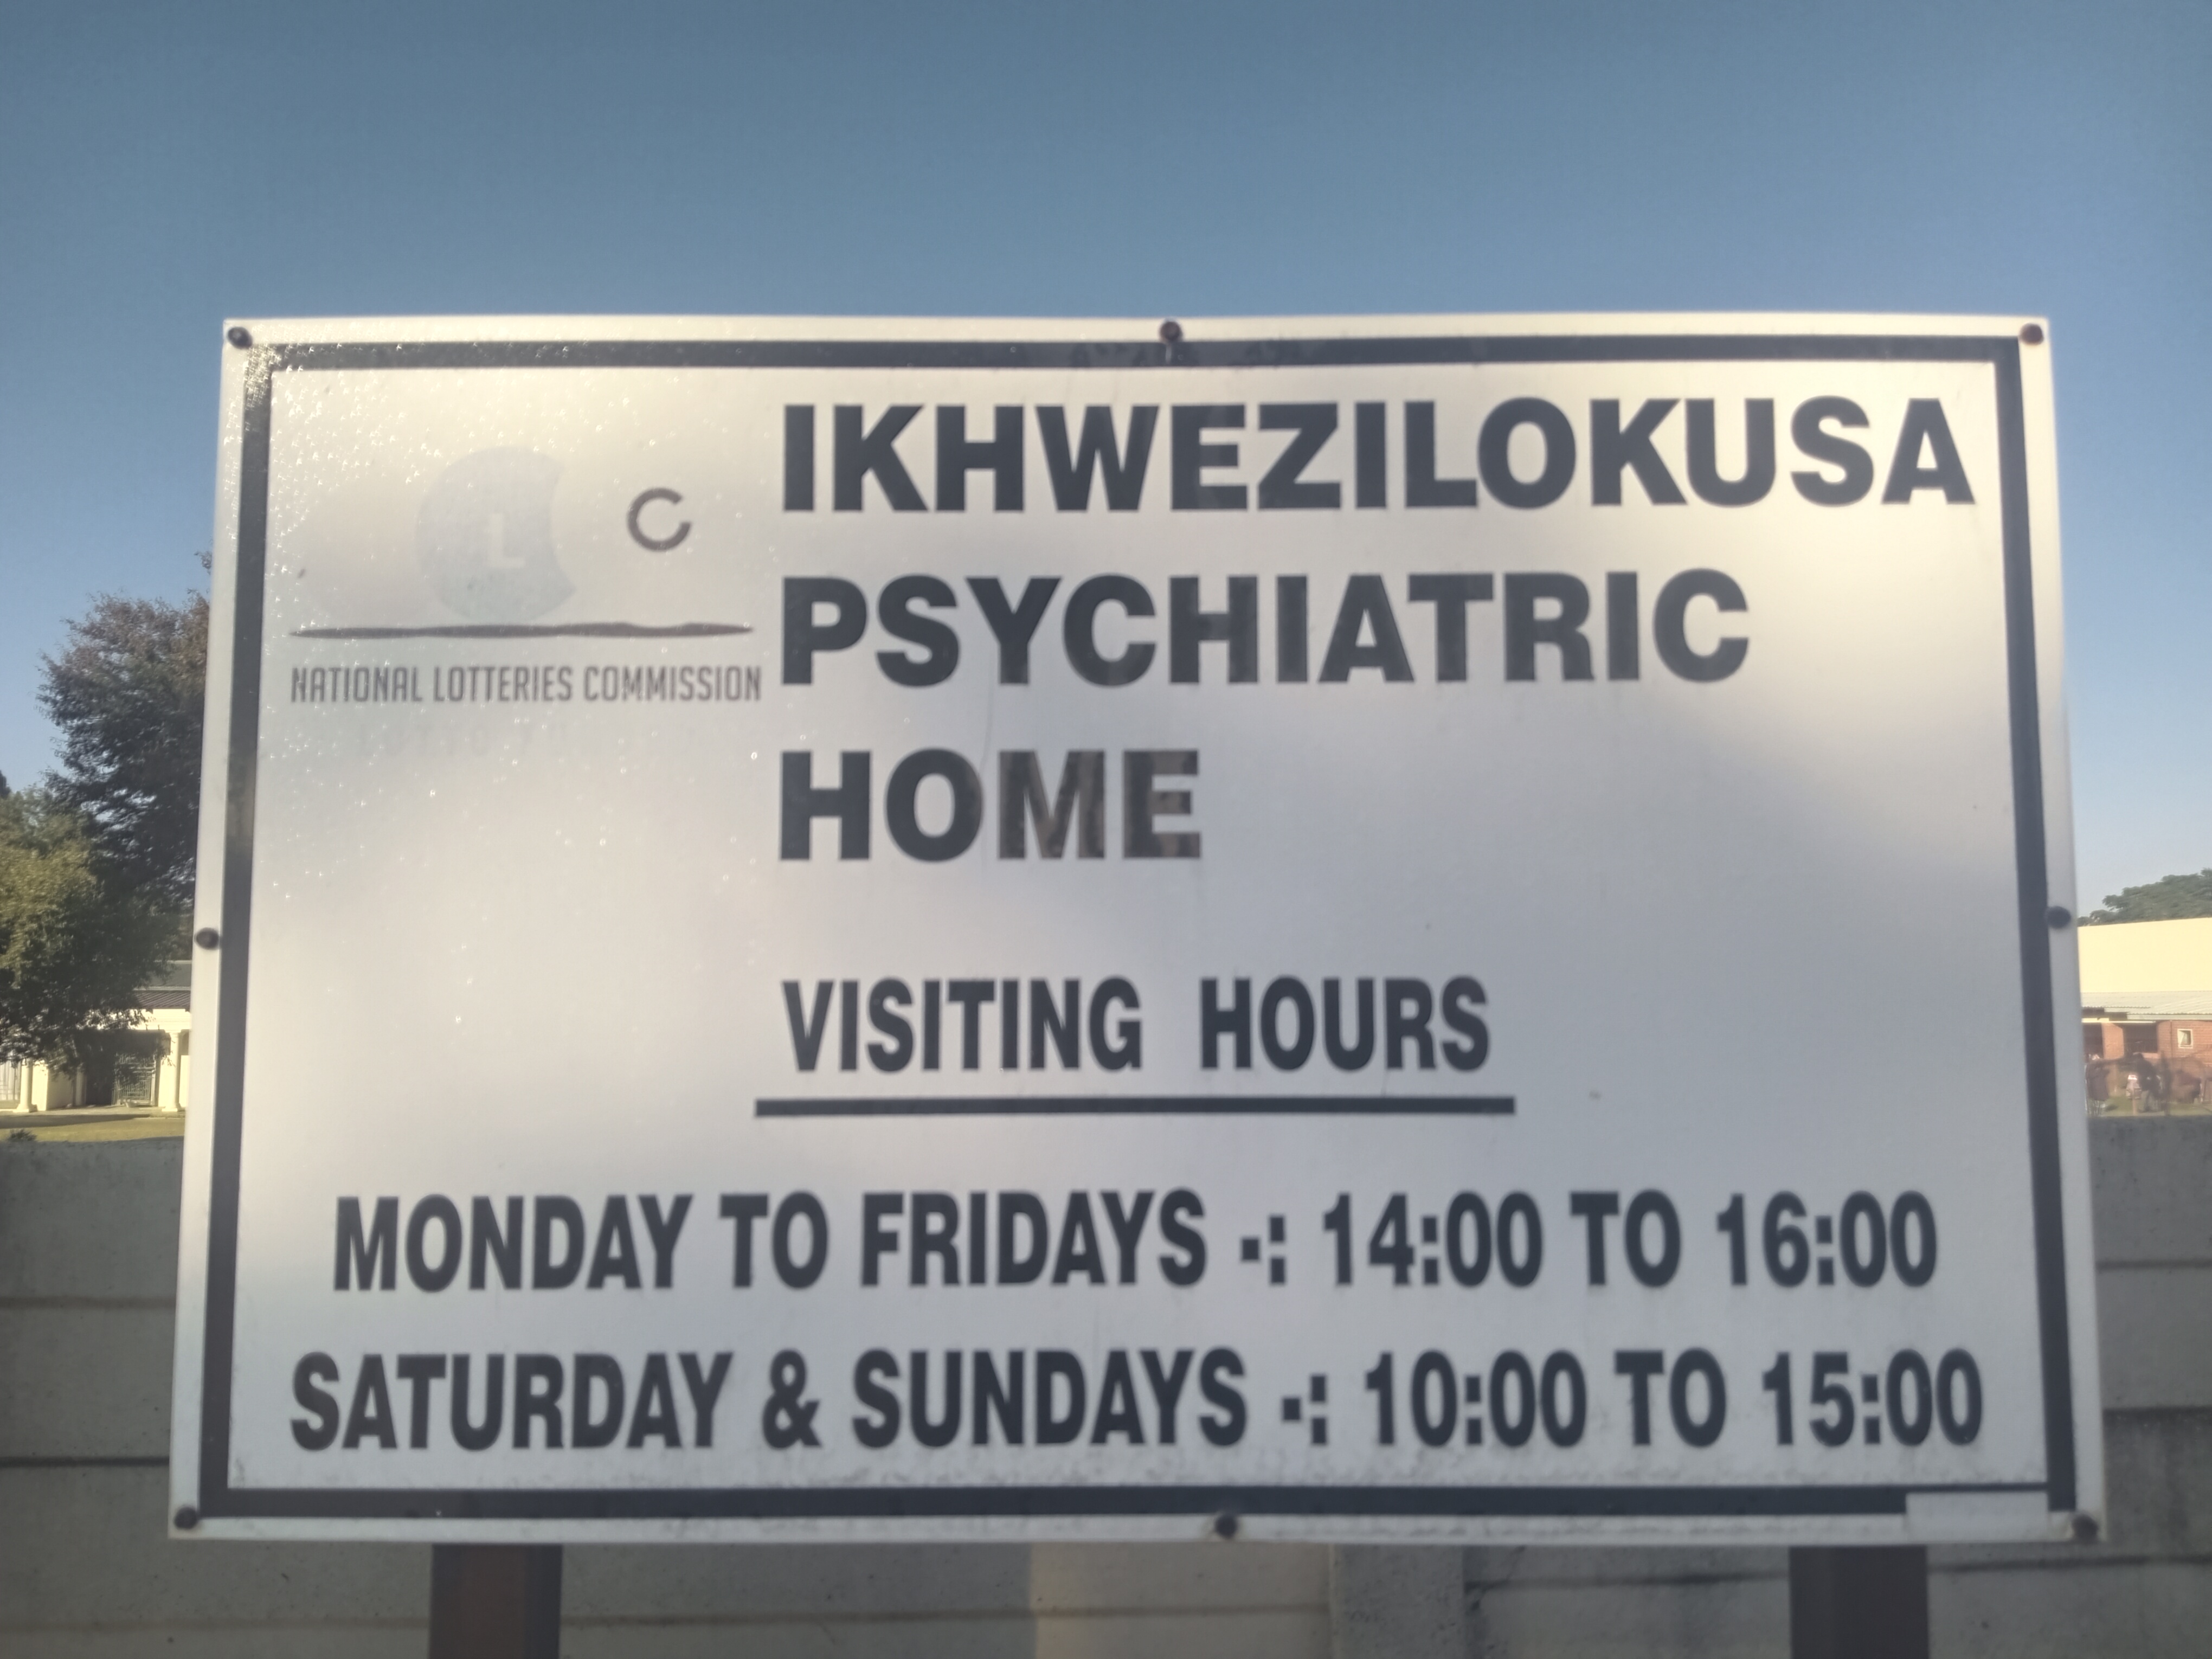 L C
NATIONAL LOTTERIES COMMISSION
IKHWEZILOKUSA
PSYCHIATRIC
HOME
VISITING HOURS
MONDAY TO FRIDAYS -: 14:00 TO 16:00
SATURDAY & SUNDAYS -: 10:00 TO 15:00